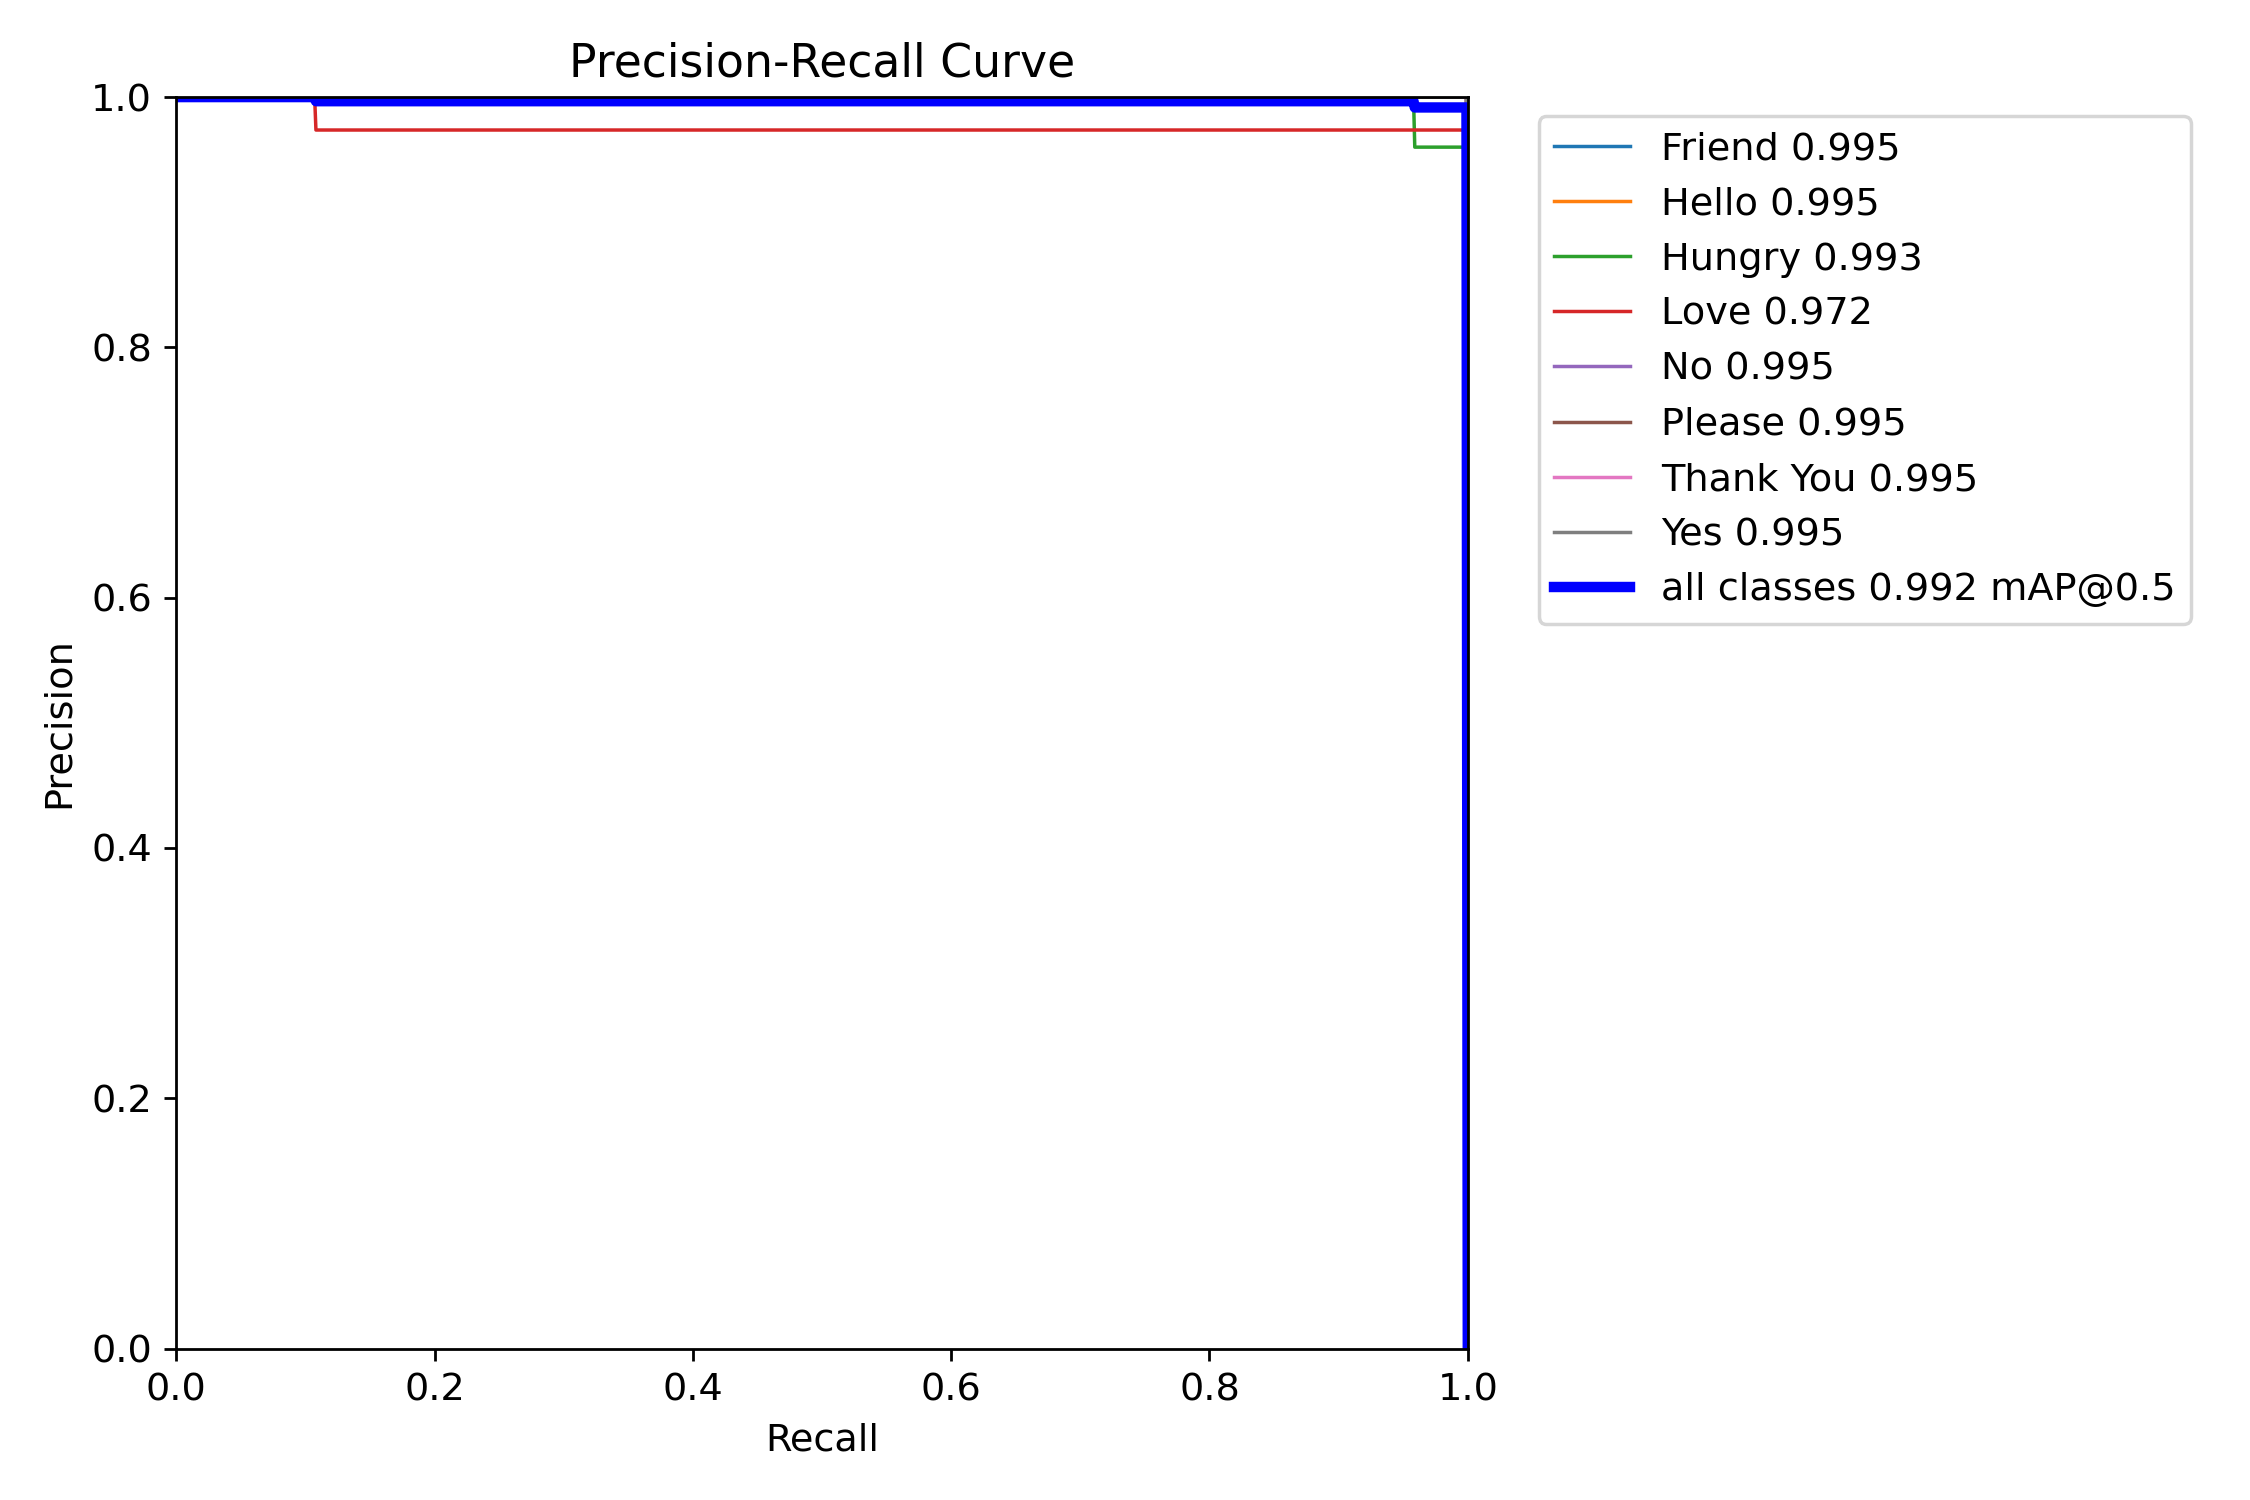 Precision-Recall Curve
1.0
0.8
0.6
0.4
0.2
0.0
Precision
0.0 0.2 0.4 0.6 0.8 1.0
Recall
Friend 0.995
Hello 0.995
Hungry 0.993
Love 0.972
No 0.995
Please 0.995
Thank You 0.995
Yes 0.995
all classes 0.992 mAP@0.5